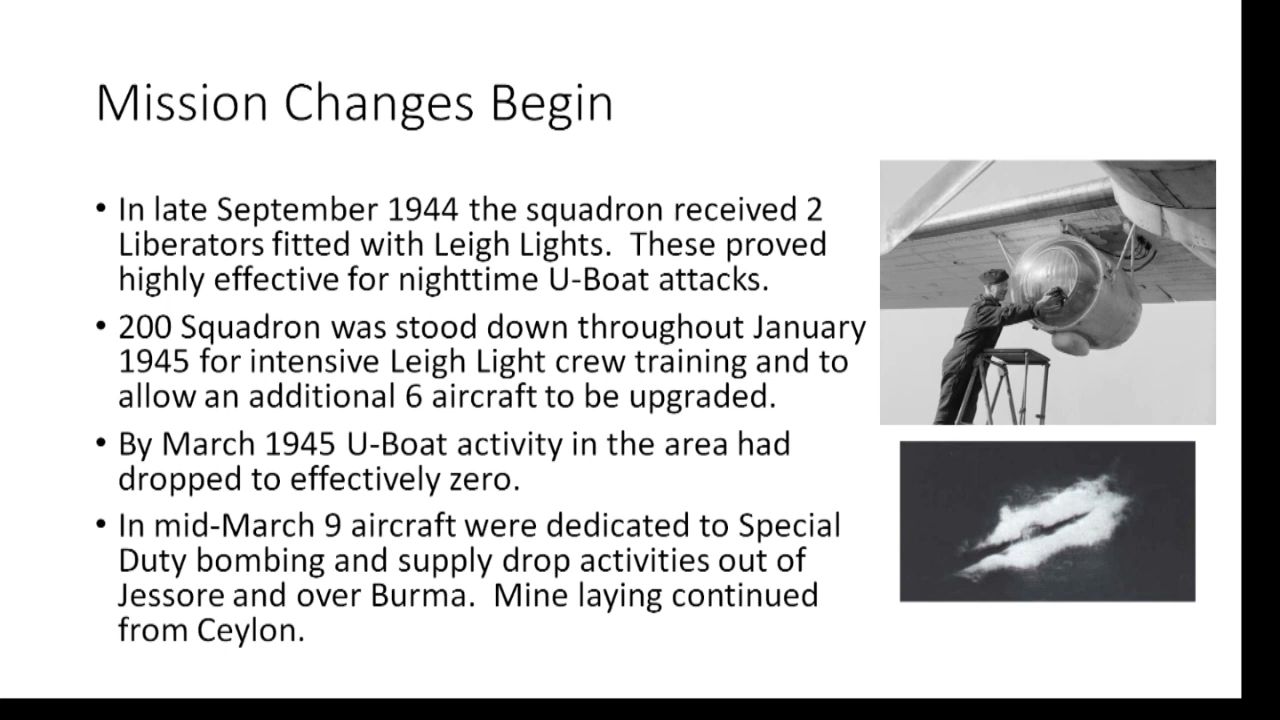 Mission Changes Begin
• In late September 1944 the squadron received 2
Liberators fitted with Leigh Lights.  These proved
highly effective for nighttime U-Boat attacks.
• 200 Squadron was stood down throughout January
1945 for intensive Leigh Light crew training and to
allow an additional 6 aircraft to be upgraded.
• By March 1945 U-Boat activity in the area had
dropped to effectively zero.
• In mid-March 9 aircraft were dedicated to Special
Duty bombing and supply drop activities out of
Jessore and over Burma.  Mine laying continued
from Ceylon.